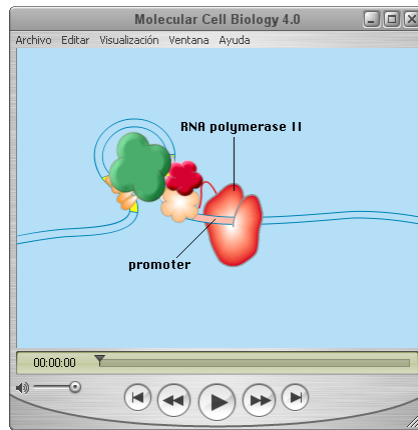 Molecular Cell Biology 4.0
Archivo Editar Visualización Ventana Ayuda
RNA polymerase II
promoter
00:00:00